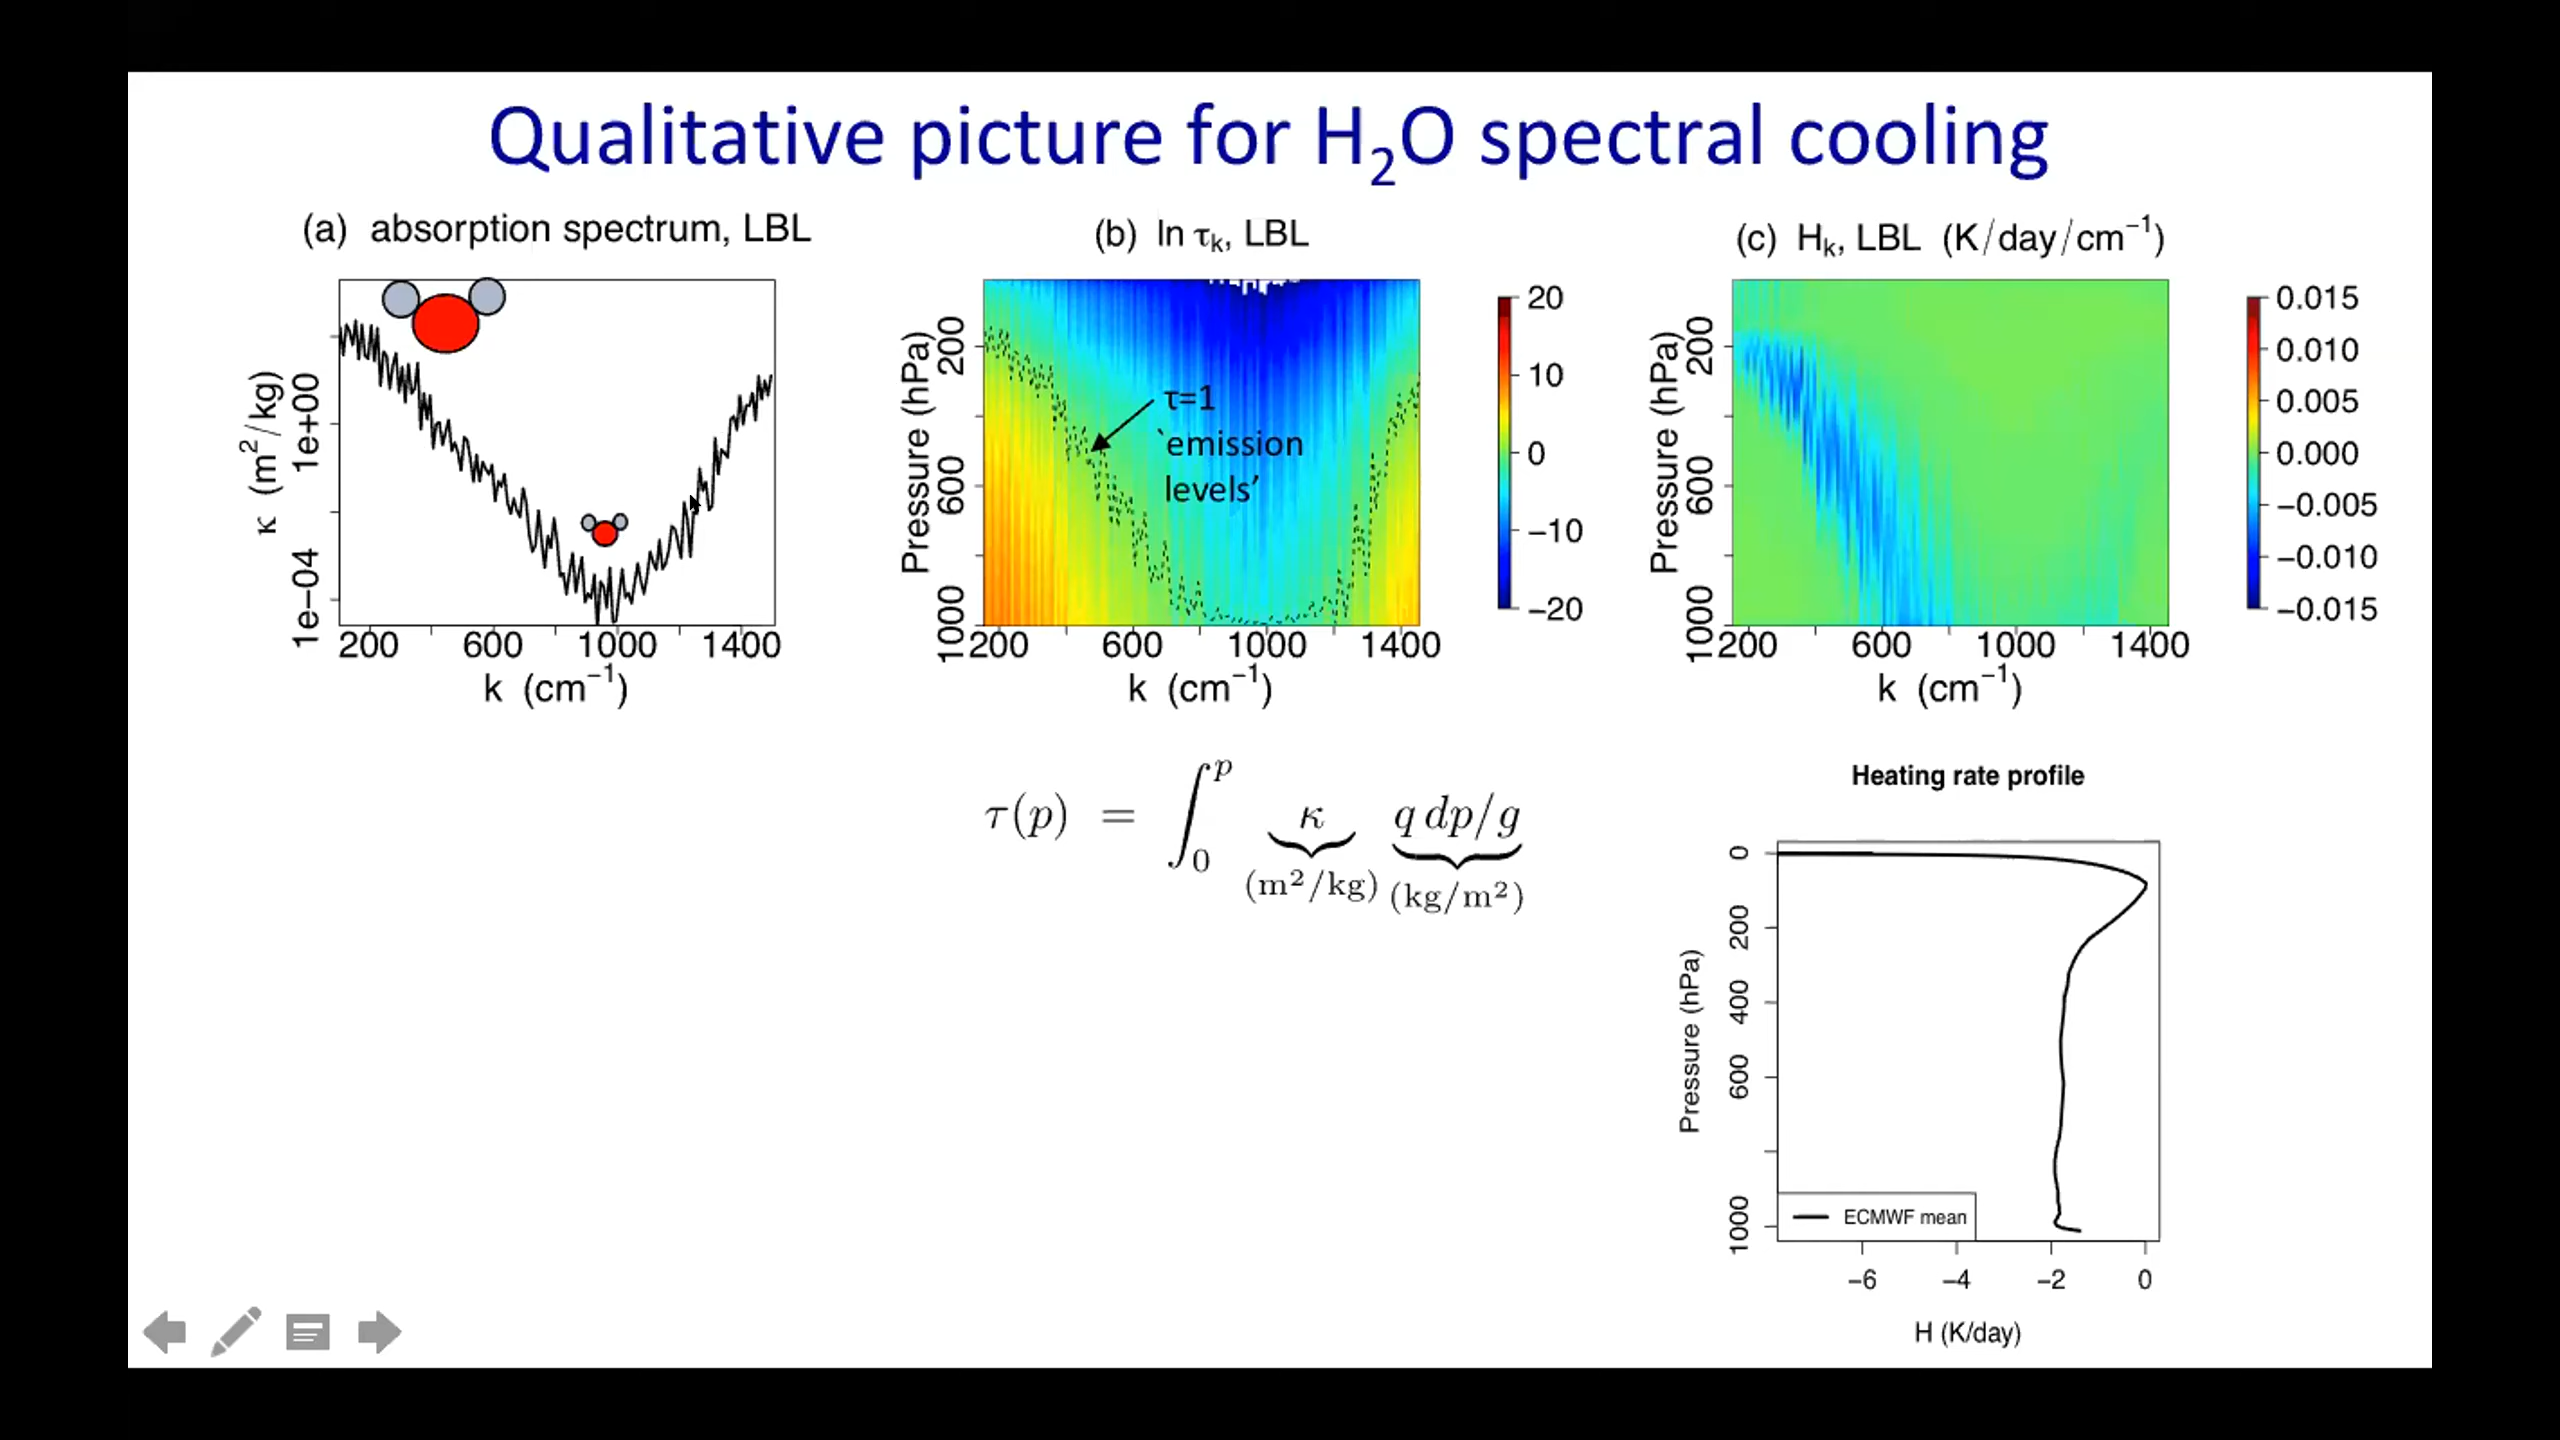 Qualitative picture for H₂O spectral cooling
(a) absorption spectrum, LBL
κ (m²/kg)
1e+00
1e−04
200 600 1000 1400
k (cm⁻¹)
(b) ln τₖ, LBL
Pressure (hPa)
200
600
1000
τ=1
`emission
levels’
200 600 1000 1400
k (cm⁻¹)
20
10
0
−10
−20
(c) Hₖ, LBL (K/day/cm⁻¹)
Pressure (hPa)
200
600
1000
200 600 1000 1400
k (cm⁻¹)
0.015
0.010
0.005
0.000
−0.005
−0.010
−0.015
τ(p) = ∫₀ᵖ κ q dp/g
(m²/kg) (kg/m²)
Heating rate profile
Pressure (hPa)
0
200
400
600
1000
ECMWF mean
−6 −4 −2 0
H (K/day)